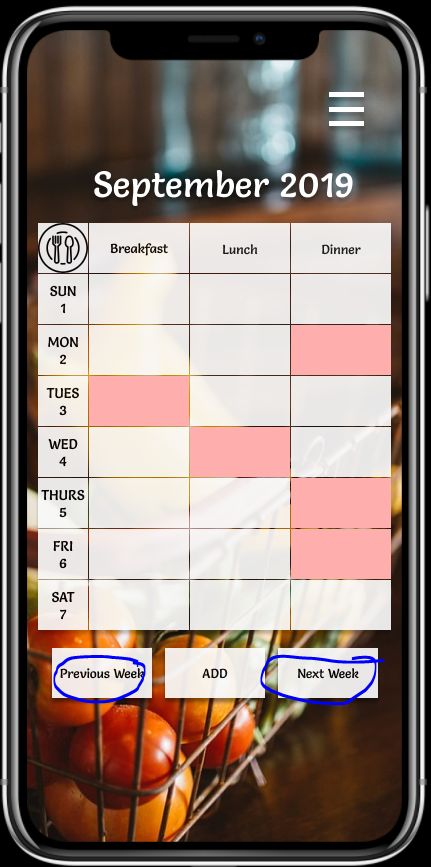 September 2019
Breakfast Lunch Dinner
SUN
1
MON
2
TUES
3
WED
4
THURS
5
FRI
6
SAT
7
Previous Week ADD Next Week